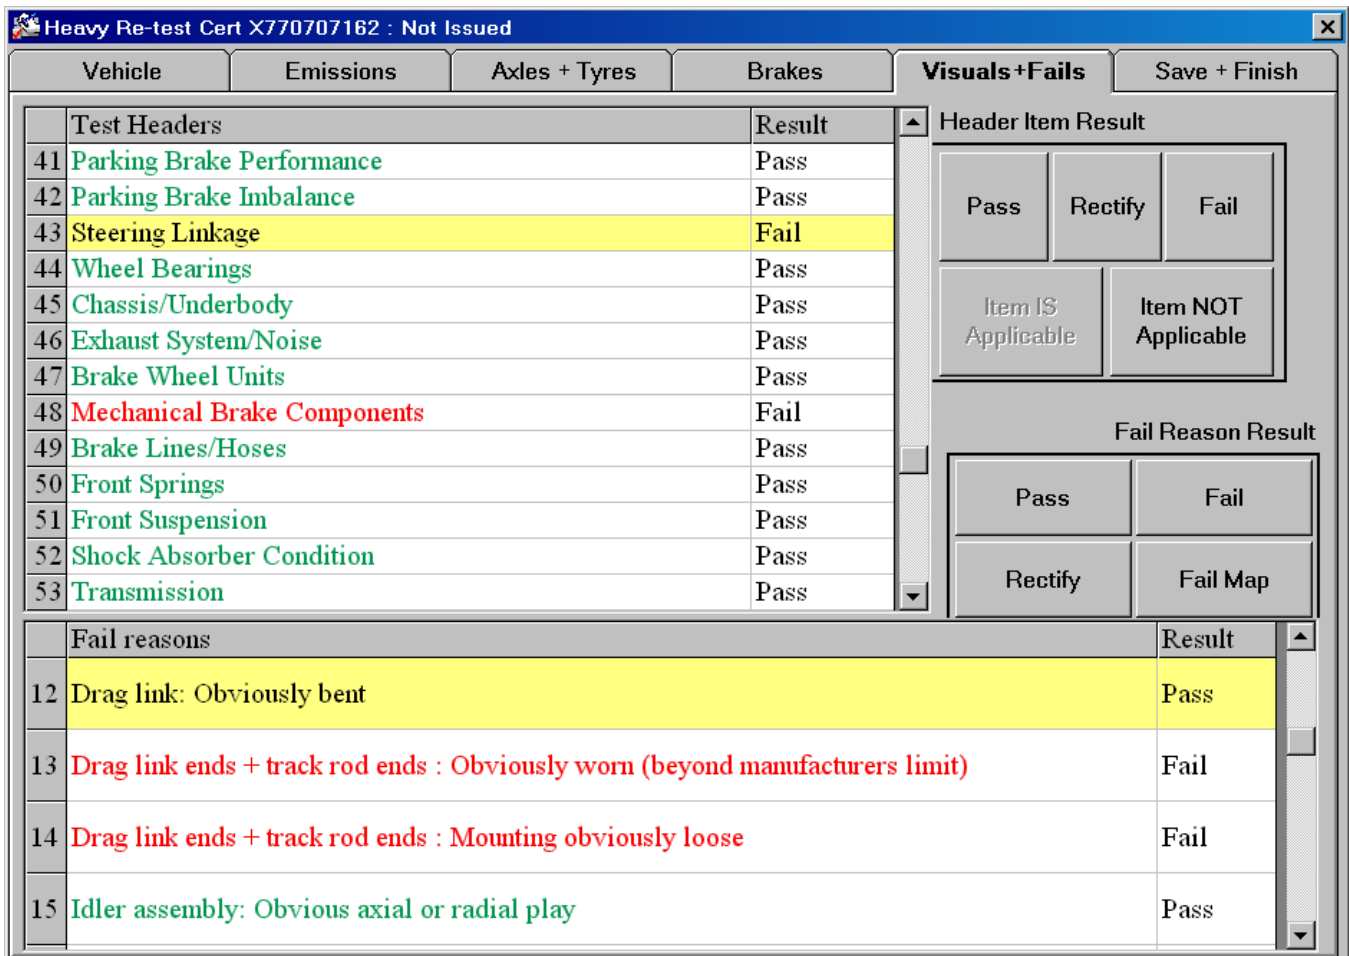 Heavy Re-test Cert X770707162 : Not Issued
Vehicle Emissions Axles + Tyres Brakes Visuals+Fails Save + Finish
Test Headers Result
41 Parking Brake Performance Pass
42 Parking Brake Imbalance Pass
43 Steering Linkage Fail
44 Wheel Bearings Pass
45 Chassis/Underbody Pass
46 Exhaust System/Noise Pass
47 Brake Wheel Units Pass
48 Mechanical Brake Components Fail
49 Brake Lines/Hoses Pass
50 Front Springs Pass
51 Front Suspension Pass
52 Shock Absorber Condition Pass
53 Transmission Pass
Header Item Result
Pass Rectify Fail
Item IS
Applicable
Item NOT
Applicable
Fail Reason Result
Pass Fail
Rectify Fail Map
Fail reasons Result
12 Drag link: Obviously bent Pass
13 Drag link ends + track rod ends : Obviously worn (beyond manufacturers limit) Fail
14 Drag link ends + track rod ends : Mounting obviously loose Fail
15 Idler assembly: Obvious axial or radial play Pass